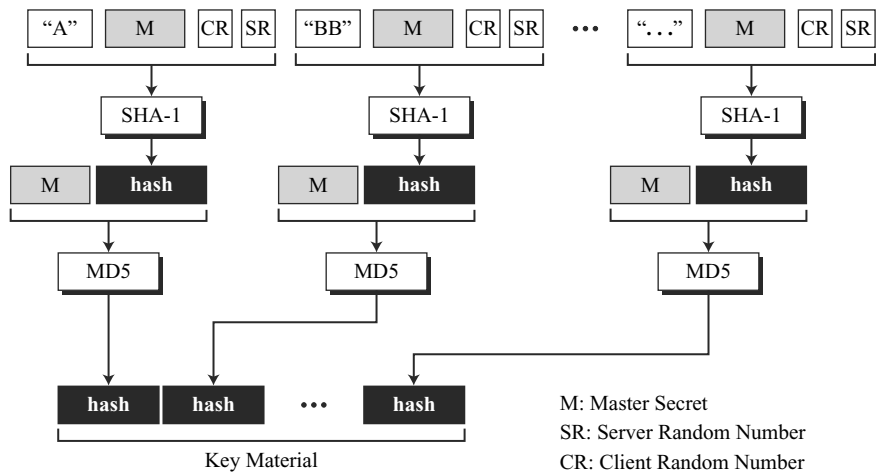 “A” M CR SR “BB” M CR SR ••• “...” M CR SR
SHA-1 SHA-1 SHA-1
M hash M hash M hash
MD5 MD5 MD5
hash hash ••• hash
Key Material
M: Master Secret
SR: Server Random Number
CR: Client Random Number